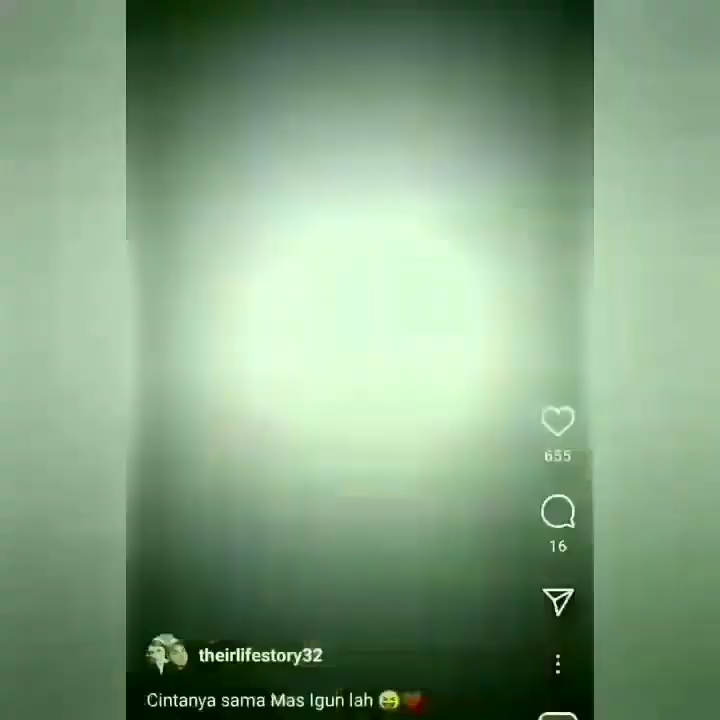 655
16
theirlifestory32
Cintanya sama Mas Igun lah 😝❤️